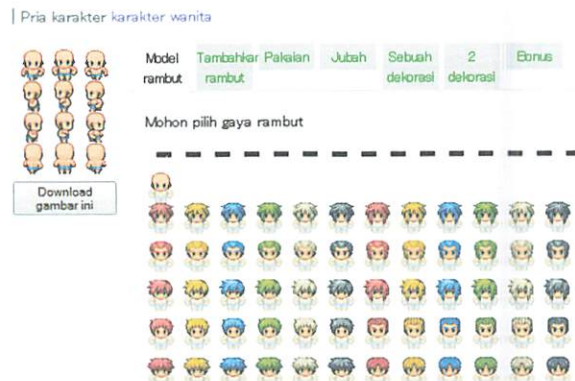 Pria karakter karakter wanita
Model rambut
Tambahkar rambut
Pakaian
Jubah
Sebuah dekorasi
2 dekorasi
Bonus
Mohon pilih gaya rambut
Download gambar ini